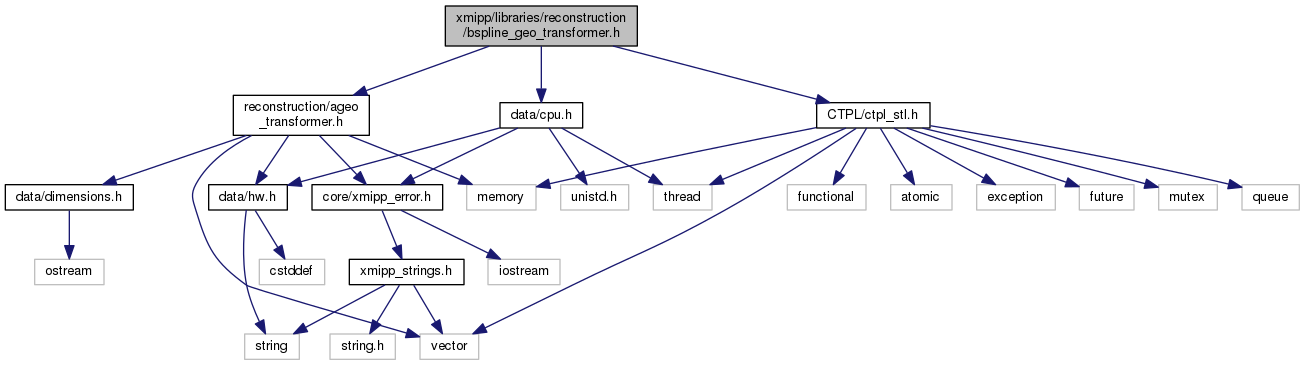 xmipp/libraries/reconstruction
/bspline_geo_transformer.h
reconstruction/ageo
_transformer.h
data/cpu.h
CTPL/ctpl_stl.h
data/dimensions.h
data/hw.h
core/xmipp_error.h
memory
unistd.h
thread
functional
atomic
exception
future
mutex
queue
ostream
cstddef
xmipp_strings.h
iostream
string
string.h
vector